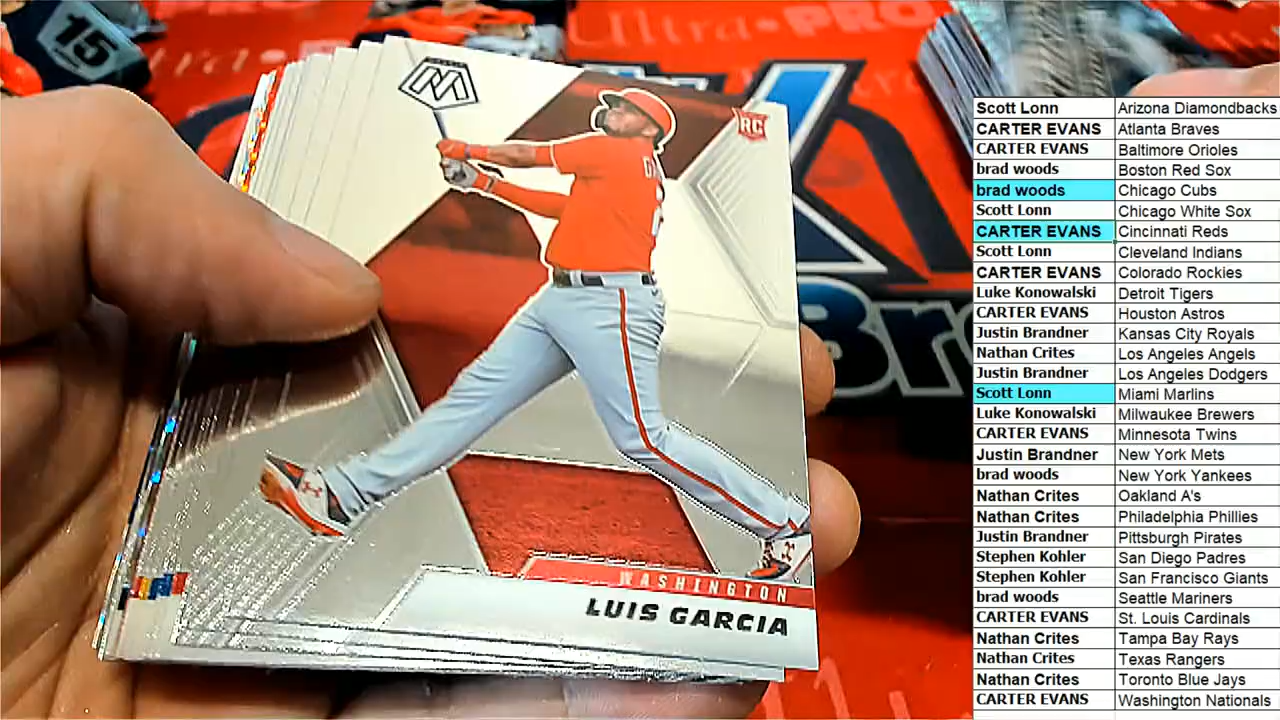 15
Ultra PRO
RC
WASHINGTON
LUIS GARCIA
Br
Scott Lonn Arizona Diamondbacks
CARTER EVANS Atlanta Braves
CARTER EVANS Baltimore Orioles
brad woods Boston Red Sox
brad woods Chicago Cubs
Scott Lonn Chicago White Sox
CARTER EVANS Cincinnati Reds
Scott Lonn Cleveland Indians
CARTER EVANS Colorado Rockies
Luke Konowalski Detroit Tigers
CARTER EVANS Houston Astros
Justin Brandner Kansas City Royals
Nathan Crites Los Angeles Angels
Justin Brandner Los Angeles Dodgers
Scott Lonn Miami Marlins
Luke Konowalski Milwaukee Brewers
CARTER EVANS Minnesota Twins
Justin Brandner New York Mets
brad woods New York Yankees
Nathan Crites Oakland A's
Nathan Crites Philadelphia Phillies
Justin Brandner Pittsburgh Pirates
Stephen Kohler San Diego Padres
Stephen Kohler San Francisco Giants
brad woods Seattle Mariners
CARTER EVANS St. Louis Cardinals
Nathan Crites Tampa Bay Rays
Nathan Crites Texas Rangers
Nathan Crites Toronto Blue Jays
CARTER EVANS Washington Nationals